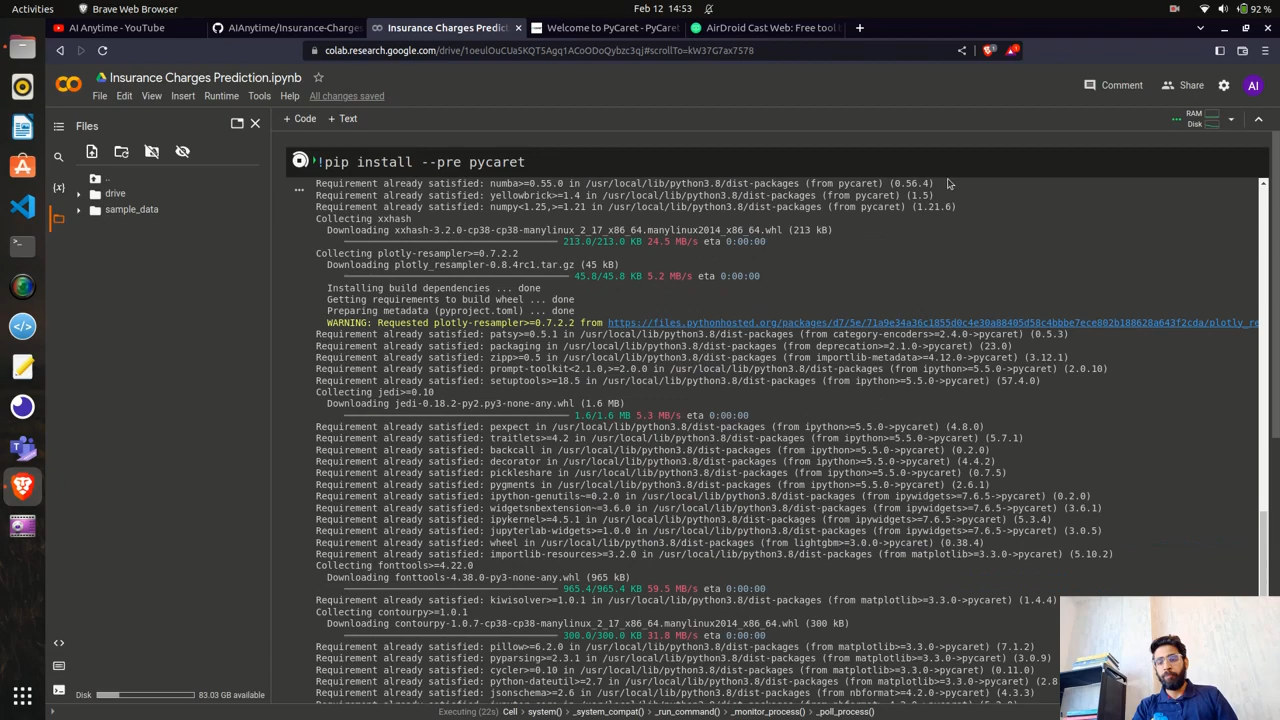 Activities
Brave Web Browser
Feb 12 14:53
92 %
AI Anytime - YouTube
AIAnytime/Insurance-Charges
Insurance Charges Predic
Welcome to PyCaret - PyCaret
AirDroid Cast Web: Free tool t
colab.research.google.com/drive/1oeulOuCUa5KQT5Agq1ACoODoQybzc3qj#scrollTo=kW37G7ax7578
Insurance Charges Prediction.ipynb
File Edit View Insert Runtime Tools Help All changes saved
Comment
Share
AI
Files
+ Code + Text
RAM
Disk
..
drive
sample_data
!pip install --pre pycaret
Requirement already satisfied: numba>=0.55.0 in /usr/local/lib/python3.8/dist-packages (from pycaret) (0.56.4)
Requirement already satisfied: yellowbrick>=1.4 in /usr/local/lib/python3.8/dist-packages (from pycaret) (1.5)
Requirement already satisfied: numpy<1.25,>=1.21 in /usr/local/lib/python3.8/dist-packages (from pycaret) (1.21.6)
Collecting xxhash
Downloading xxhash-3.2.0-cp38-cp38-manylinux_2_17_x86_64.manylinux2014_x86_64.whl (213 kB)
213.0/213.0 KB 24.5 MB/s eta 0:00:00
Collecting plotly-resampler>=0.7.2.2
Downloading plotly_resampler-0.8.4rc1.tar.gz (45 kB)
45.8/45.8 KB 5.2 MB/s eta 0:00:00
Installing build dependencies ... done
Getting requirements to build wheel ... done
Preparing metadata (pyproject.toml) ... done
WARNING: Requested plotly-resampler>=0.7.2.2 from https://files.pythonhosted.org/packages/d7/5e/71a9e34a36c1855d0c4e30a88405d58c4bbbe7ece802b188628a643f2cda/plotly_re
Requirement already satisfied: patsy>=0.5.1 in /usr/local/lib/python3.8/dist-packages (from category-encoders>=2.4.0->pycaret) (0.5.3)
Requirement already satisfied: packaging in /usr/local/lib/python3.8/dist-packages (from deprecation>=2.1.0->pycaret) (23.0)
Requirement already satisfied: zipp>=0.5 in /usr/local/lib/python3.8/dist-packages (from importlib-metadata>=4.12.0->pycaret) (3.12.1)
Requirement already satisfied: prompt-toolkit<2.1.0,>=2.0.0 in /usr/local/lib/python3.8/dist-packages (from ipython>=5.5.0->pycaret) (2.0.10)
Requirement already satisfied: setuptools>=18.5 in /usr/local/lib/python3.8/dist-packages (from ipython>=5.5.0->pycaret) (57.4.0)
Collecting jedi>=0.10
Downloading jedi-0.18.2-py2.py3-none-any.whl (1.6 MB)
1.6/1.6 MB 5.3 MB/s eta 0:00:00
Requirement already satisfied: pexpect in /usr/local/lib/python3.8/dist-packages (from ipython>=5.5.0->pycaret) (4.8.0)
Requirement already satisfied: traitlets>=4.2 in /usr/local/lib/python3.8/dist-packages (from ipython>=5.5.0->pycaret) (5.7.1)
Requirement already satisfied: backcall in /usr/local/lib/python3.8/dist-packages (from ipython>=5.5.0->pycaret) (0.2.0)
Requirement already satisfied: decorator in /usr/local/lib/python3.8/dist-packages (from ipython>=5.5.0->pycaret) (4.4.2)
Requirement already satisfied: pickleshare in /usr/local/lib/python3.8/dist-packages (from ipython>=5.5.0->pycaret) (0.7.5)
Requirement already satisfied: pygments in /usr/local/lib/python3.8/dist-packages (from ipython>=5.5.0->pycaret) (2.6.1)
Requirement already satisfied: ipython-genutils~=0.2.0 in /usr/local/lib/python3.8/dist-packages (from ipywidgets>=7.6.5->pycaret) (0.2.0)
Requirement already satisfied: widgetsnbextension~=3.6.0 in /usr/local/lib/python3.8/dist-packages (from ipywidgets>=7.6.5->pycaret) (3.6.1)
Requirement already satisfied: ipykernel>=4.5.1 in /usr/local/lib/python3.8/dist-packages (from ipywidgets>=7.6.5->pycaret) (5.3.4)
Requirement already satisfied: jupyterlab-widgets>=1.0.0 in /usr/local/lib/python3.8/dist-packages (from ipywidgets>=7.6.5->pycaret) (3.0.5)
Requirement already satisfied: wheel in /usr/local/lib/python3.8/dist-packages (from lightgbm>=3.0.0->pycaret) (0.38.4)
Requirement already satisfied: importlib-resources>=3.2.0 in /usr/local/lib/python3.8/dist-packages (from matplotlib>=3.3.0->pycaret) (5.10.2)
Collecting fonttools>=4.22.0
Downloading fonttools-4.38.0-py3-none-any.whl (965 kB)
965.4/965.4 KB 59.5 MB/s eta 0:00:00
Requirement already satisfied: kiwisolver>=1.0.1 in /usr/local/lib/python3.8/dist-packages (from matplotlib>=3.3.0->pycaret) (1.4.4)
Collecting contourpy>=1.0.1
Downloading contourpy-1.0.7-cp38-cp38-manylinux_2_17_x86_64.manylinux2014_x86_64.whl (300 kB)
300.0/300.0 KB 31.8 MB/s eta 0:00:00
Requirement already satisfied: pillow>=6.2.0 in /usr/local/lib/python3.8/dist-packages (from matplotlib>=3.3.0->pycaret) (7.1.2)
Requirement already satisfied: pyparsing>=2.3.1 in /usr/local/lib/python3.8/dist-packages (from matplotlib>=3.3.0->pycaret) (3.0.9)
Requirement already satisfied: cycler>=0.10 in /usr/local/lib/python3.8/dist-packages (from matplotlib>=3.3.0->pycaret) (0.11.0)
Requirement already satisfied: python-dateutil>=2.7 in /usr/local/lib/python3.8/dist-packages (from matplotlib>=3.3.0->pycaret) (2.8
Requirement already satisfied: jsonschema>=2.6 in /usr/local/lib/python3.8/dist-packages (from nbformat>=4.2.0->pycaret) (4.3.3)
Disk
83.03 GB available
Executing (22s) Cell > system() > _system_compat() > _run_command() > _monitor_process() > _poll_process()